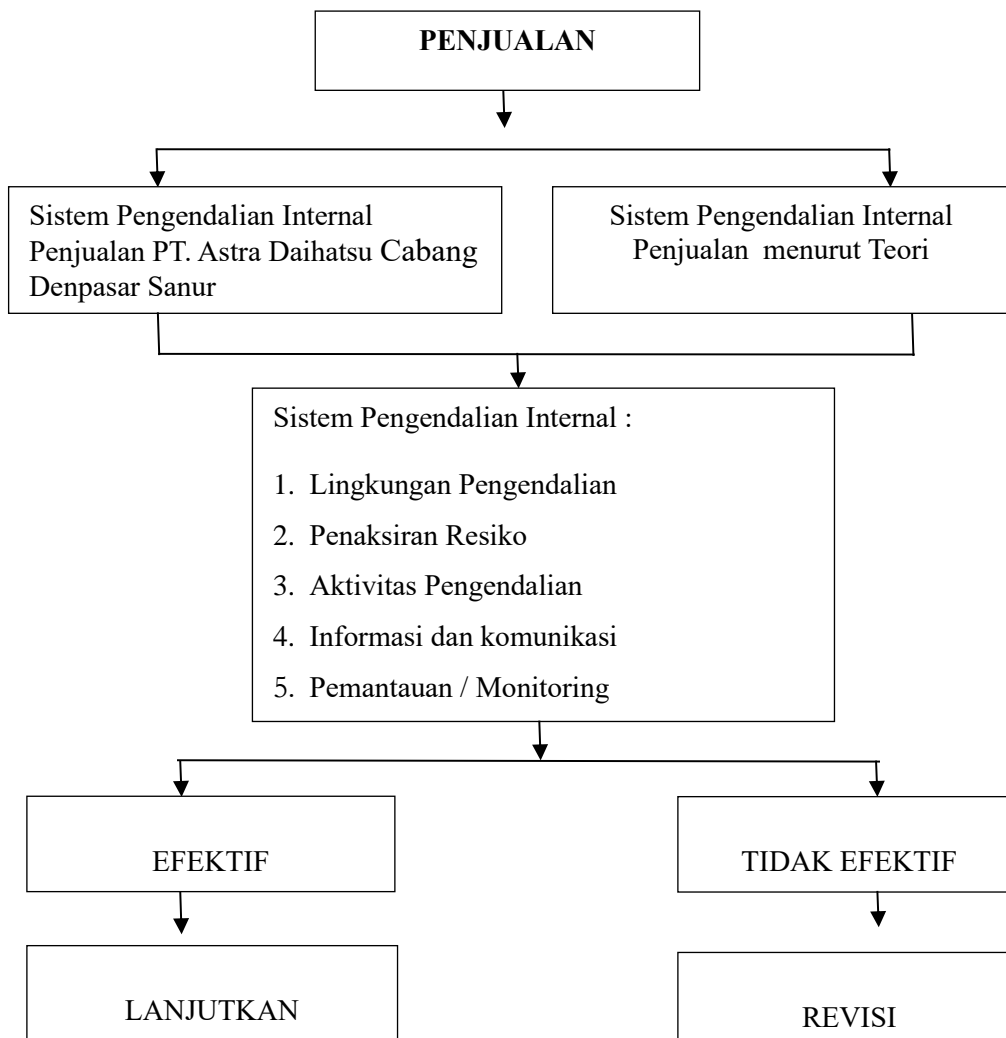 PENJUALAN
Sistem Pengendalian Internal
Penjualan PT. Astra Daihatsu Cabang
Denpasar Sanur
Sistem Pengendalian Internal
Penjualan  menurut Teori
Sistem Pengendalian Internal :
1. Lingkungan Pengendalian
2. Penaksiran Resiko
3. Aktivitas Pengendalian
4. Informasi dan komunikasi
5. Pemantauan / Monitoring
EFEKTIF
TIDAK EFEKTIF
LANJUTKAN
REVISI